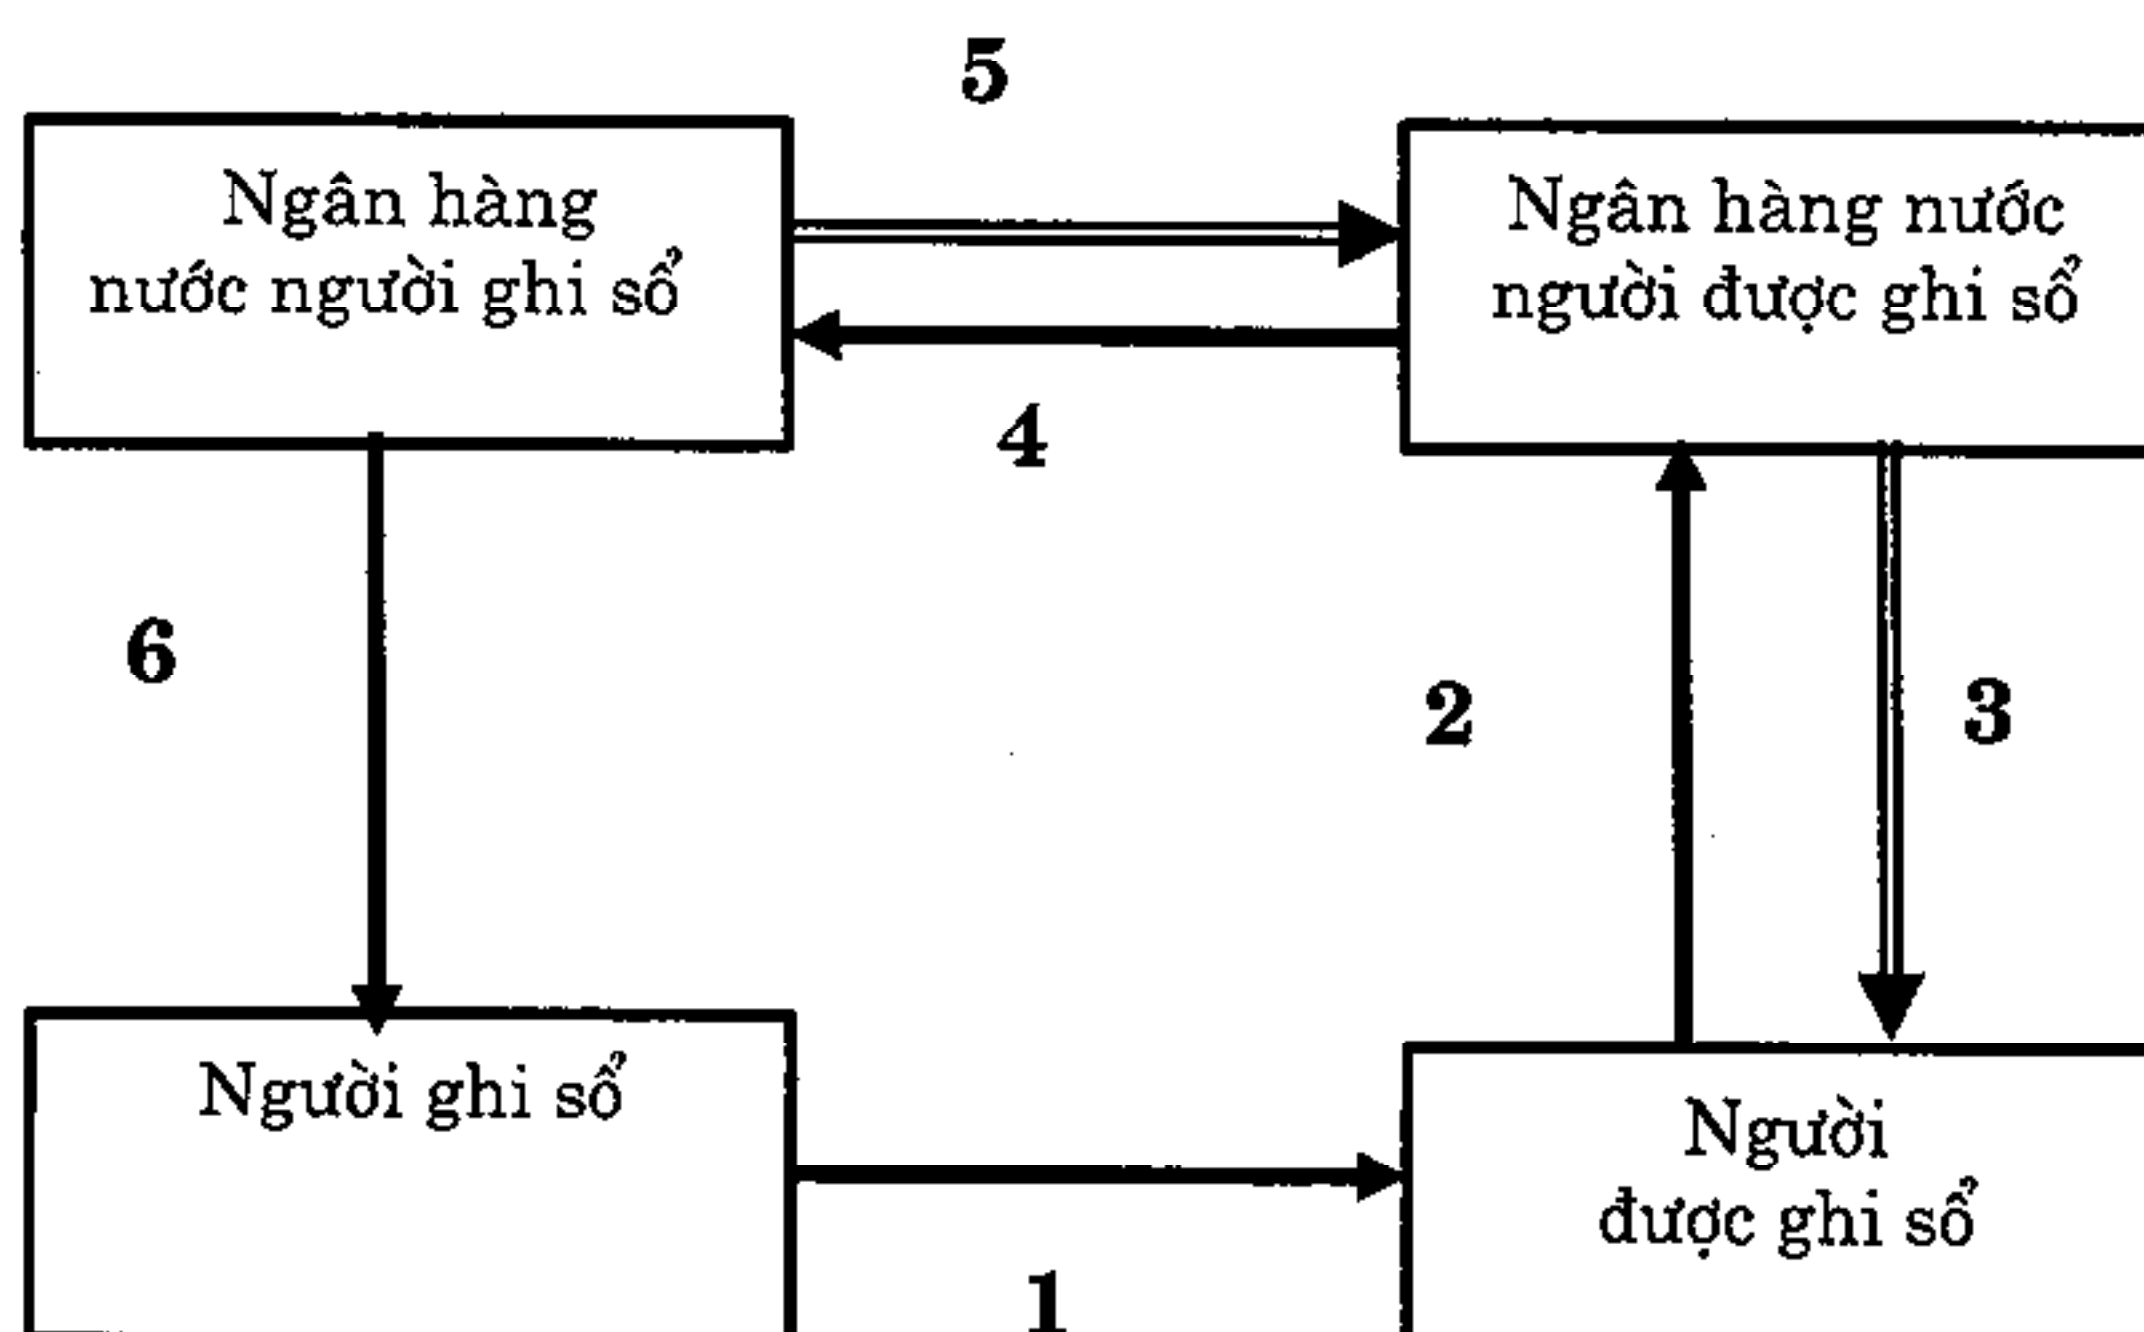 5
Ngân hàng
nước người ghi sổ
Ngân hàng nước
người được ghi sổ
4
6
2
3
Người ghi sổ
Người
được ghi sổ
1